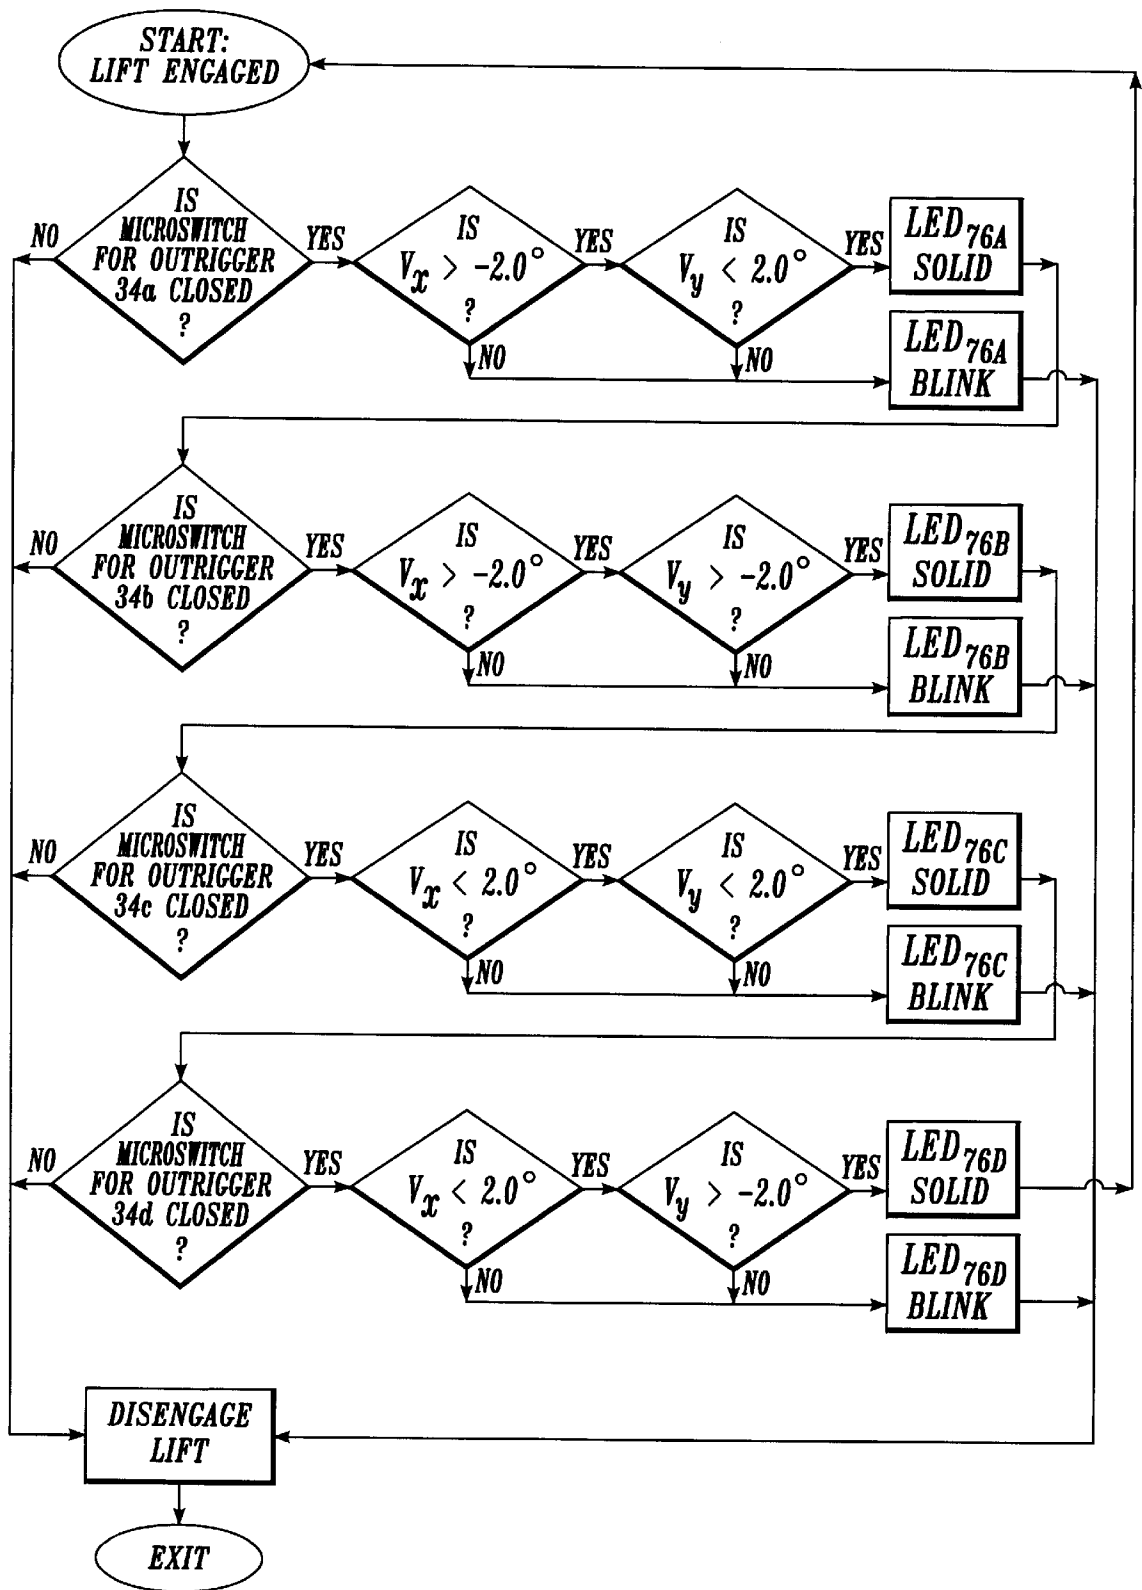 START:
LIFT ENGAGED
IS
MICROSWITCH
FOR OUTRIGGER
34a CLOSED
?
NO
YES
IS
Vx > -2.0°
?
YES
NO
IS
Vy < 2.0°
?
YES
NO
LED76A
SOLID
LED76A
BLINK
IS
MICROSWITCH
FOR OUTRIGGER
34b CLOSED
?
NO
YES
IS
Vx > -2.0°
?
YES
NO
IS
Vy > -2.0°
?
YES
NO
LED76B
SOLID
LED76B
BLINK
IS
MICROSWITCH
FOR OUTRIGGER
34c CLOSED
?
NO
YES
IS
Vx < 2.0°
?
YES
NO
IS
Vy < 2.0°
?
YES
NO
LED76C
SOLID
LED76C
BLINK
IS
MICROSWITCH
FOR OUTRIGGER
34d CLOSED
?
NO
YES
IS
Vx < 2.0°
?
YES
NO
IS
Vy > -2.0°
?
YES
NO
LED76D
SOLID
LED76D
BLINK
DISENGAGE
LIFT
EXIT